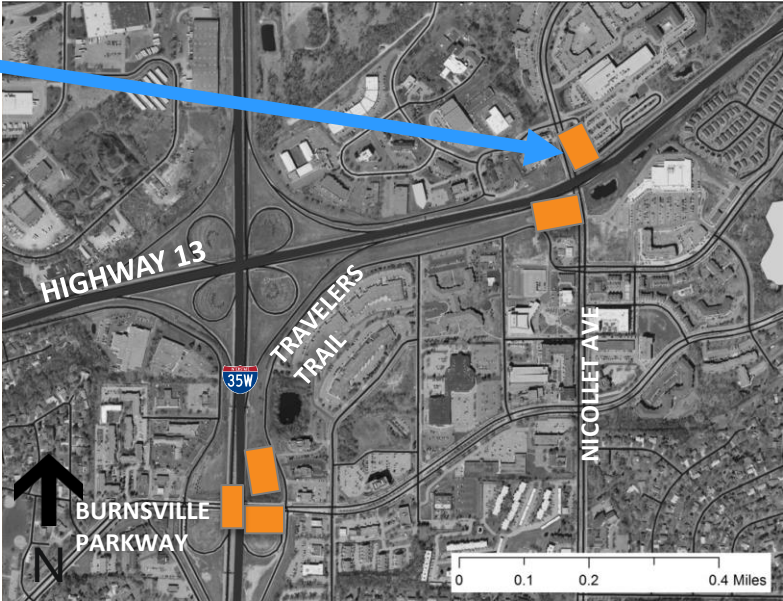 HIGHWAY 13
TRAVELERS
TRAIL
35W
NICOLLET AVE
BURNSVILLE
PARKWAY
N
0 0.1 0.2 0.4 Miles